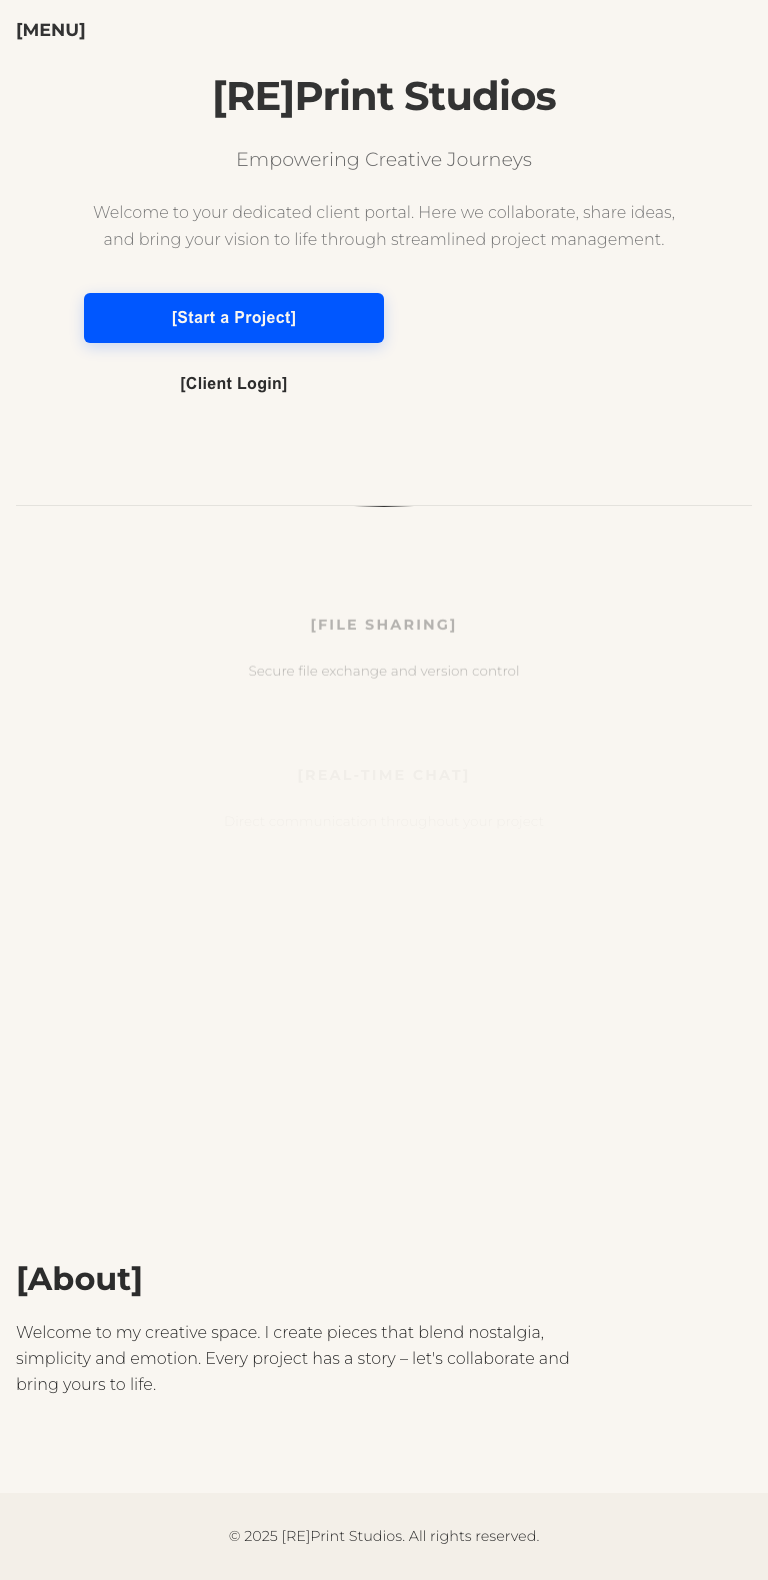 [MENU]
[RE]Print Studios
Empowering Creative Journeys
Welcome to your dedicated client portal. Here we collaborate, share ideas,
and bring your vision to life through streamlined project management.
[Start a Project]
[Client Login]
[FILE SHARING]
Secure file exchange and version control
[REAL-TIME CHAT]
Direct communication throughout your project
[About]
Welcome to my creative space. I create pieces that blend nostalgia,
simplicity and emotion. Every project has a story – let's collaborate and
bring yours to life.
© 2025 [RE]Print Studios. All rights reserved.